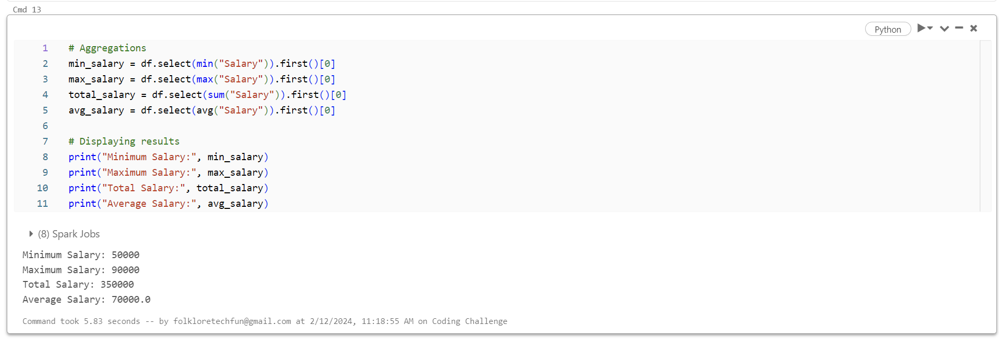 Cmd 13
Python
1 # Aggregations
2 min_salary = df.select(min("Salary")).first()[0]
3 max_salary = df.select(max("Salary")).first()[0]
4 total_salary = df.select(sum("Salary")).first()[0]
5 avg_salary = df.select(avg("Salary")).first()[0]
6
7 # Displaying results
8 print("Minimum Salary:", min_salary)
9 print("Maximum Salary:", max_salary)
10 print("Total Salary:", total_salary)
11 print("Average Salary:", avg_salary)
(8) Spark Jobs
Minimum Salary: 50000
Maximum Salary: 90000
Total Salary: 350000
Average Salary: 70000.0
Command took 5.83 seconds -- by folkloretechfun@gmail.com at 2/12/2024, 11:18:55 AM on Coding Challenge